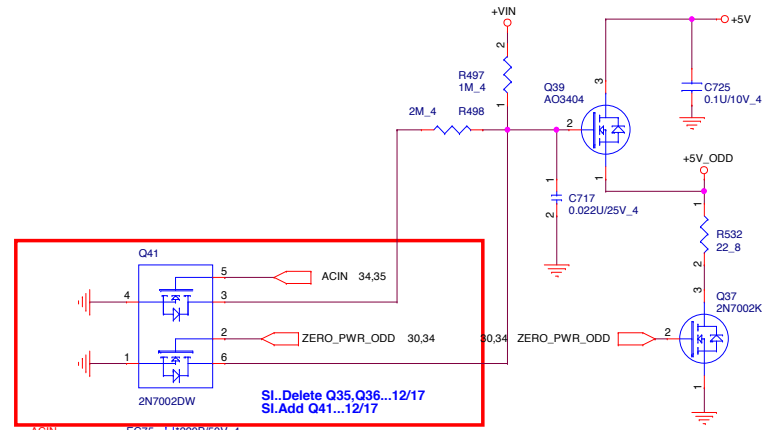 +VIN
+5V
2
R497
1M_4
1
2M_4 R498
Q39
AO3404
3
2
1
C725
0.1U/10V_4
+5V_ODD
1
C717
0.022U/25V_4
2
1
R532
22_8
2
Q37
2N7002K
3
2
1
30,34 ZERO_PWR_ODD
Q41
5
ACIN 34,35
4
3
2
ZERO_PWR_ODD 30,34
1
6
2N7002DW
SI..Delete Q35,Q36...12/17
SI.Add Q41...12/17